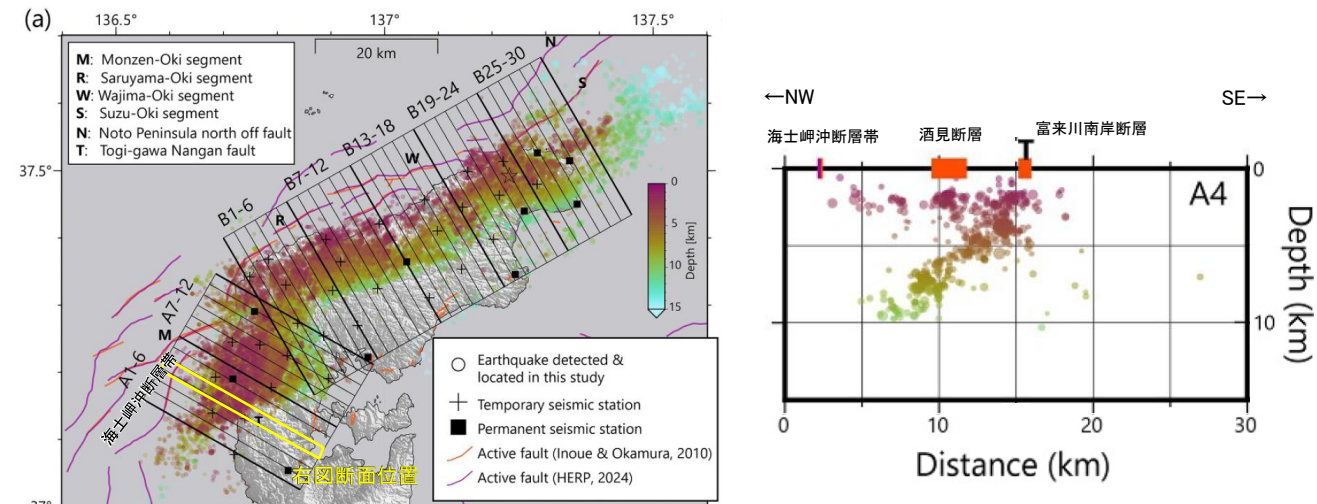 (a)
136.5°
137°
137.5°
M: Monzen-Oki segment
R: Saruyama-Oki segment
W: Wajima-Oki segment
S: Suzu-Oki segment
N: Noto Peninsula north off fault
T: Togi-gawa Nangan fault
20 km
N
S
B25-30
B19-24
B13-18
B7-12
B1-6
W
R
37.5°
A7-12
M
A1-6
海士岬沖断層帯
T
右図断面位置
0
5
10
15
Depth [km]
Earthquake detected &
located in this study
Temporary seismic station
Permanent seismic station
Active fault (Inoue & Okamura, 2010)
Active fault (HERP, 2024)
37°
←NW
SE→
海士岬沖断層帯
酒見断層
富来川南岸断層
T
A4
0
10
Depth (km)
0
10
20
30
Distance (km)